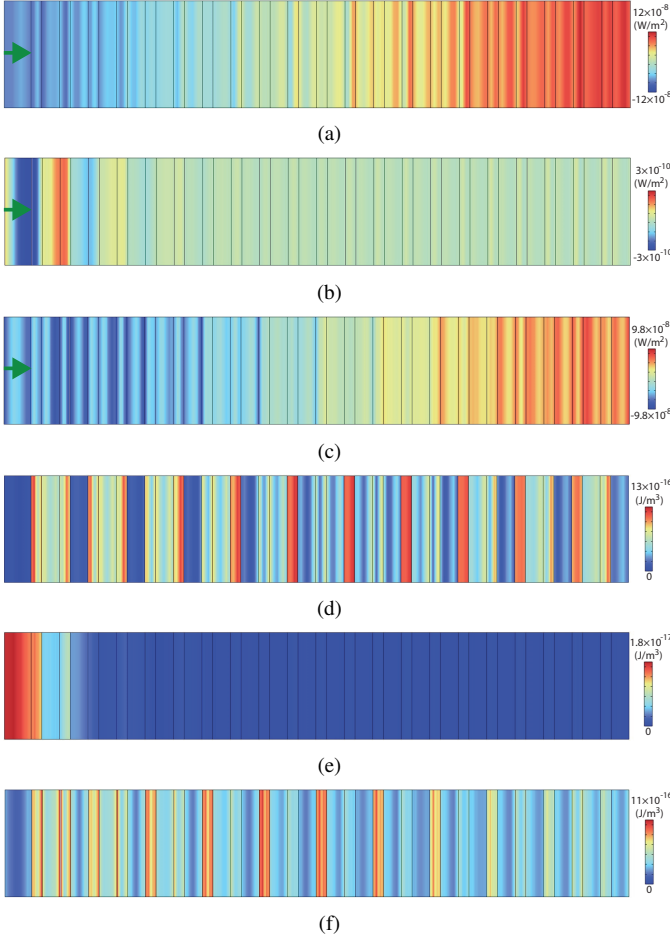 12×10⁻⁸
(W/m²)
-12×10⁻⁸
(a)
3×10⁻¹⁰
(W/m²)
-3×10⁻¹⁰
(b)
9.8×10⁻⁸
(W/m²)
-9.8×10⁻⁸
(c)
13×10⁻¹⁶
(J/m³)
0
(d)
1.8×10⁻¹⁷
(J/m³)
0
(e)
11×10⁻¹⁶
(J/m³)
0
(f)